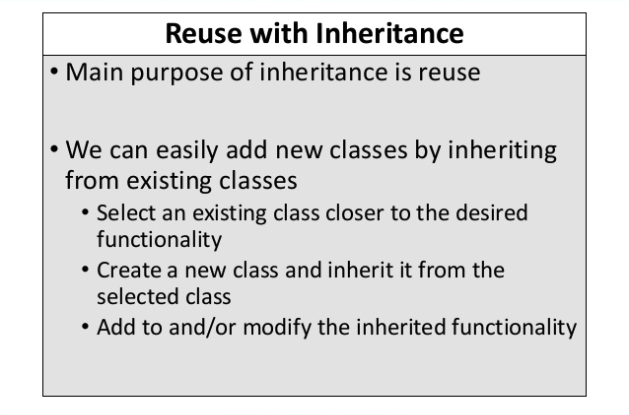 Reuse with Inheritance
• Main purpose of inheritance is reuse
• We can easily add new classes by inheriting
from existing classes
• Select an existing class closer to the desired
functionality
• Create a new class and inherit it from the
selected class
• Add to and/or modify the inherited functionality